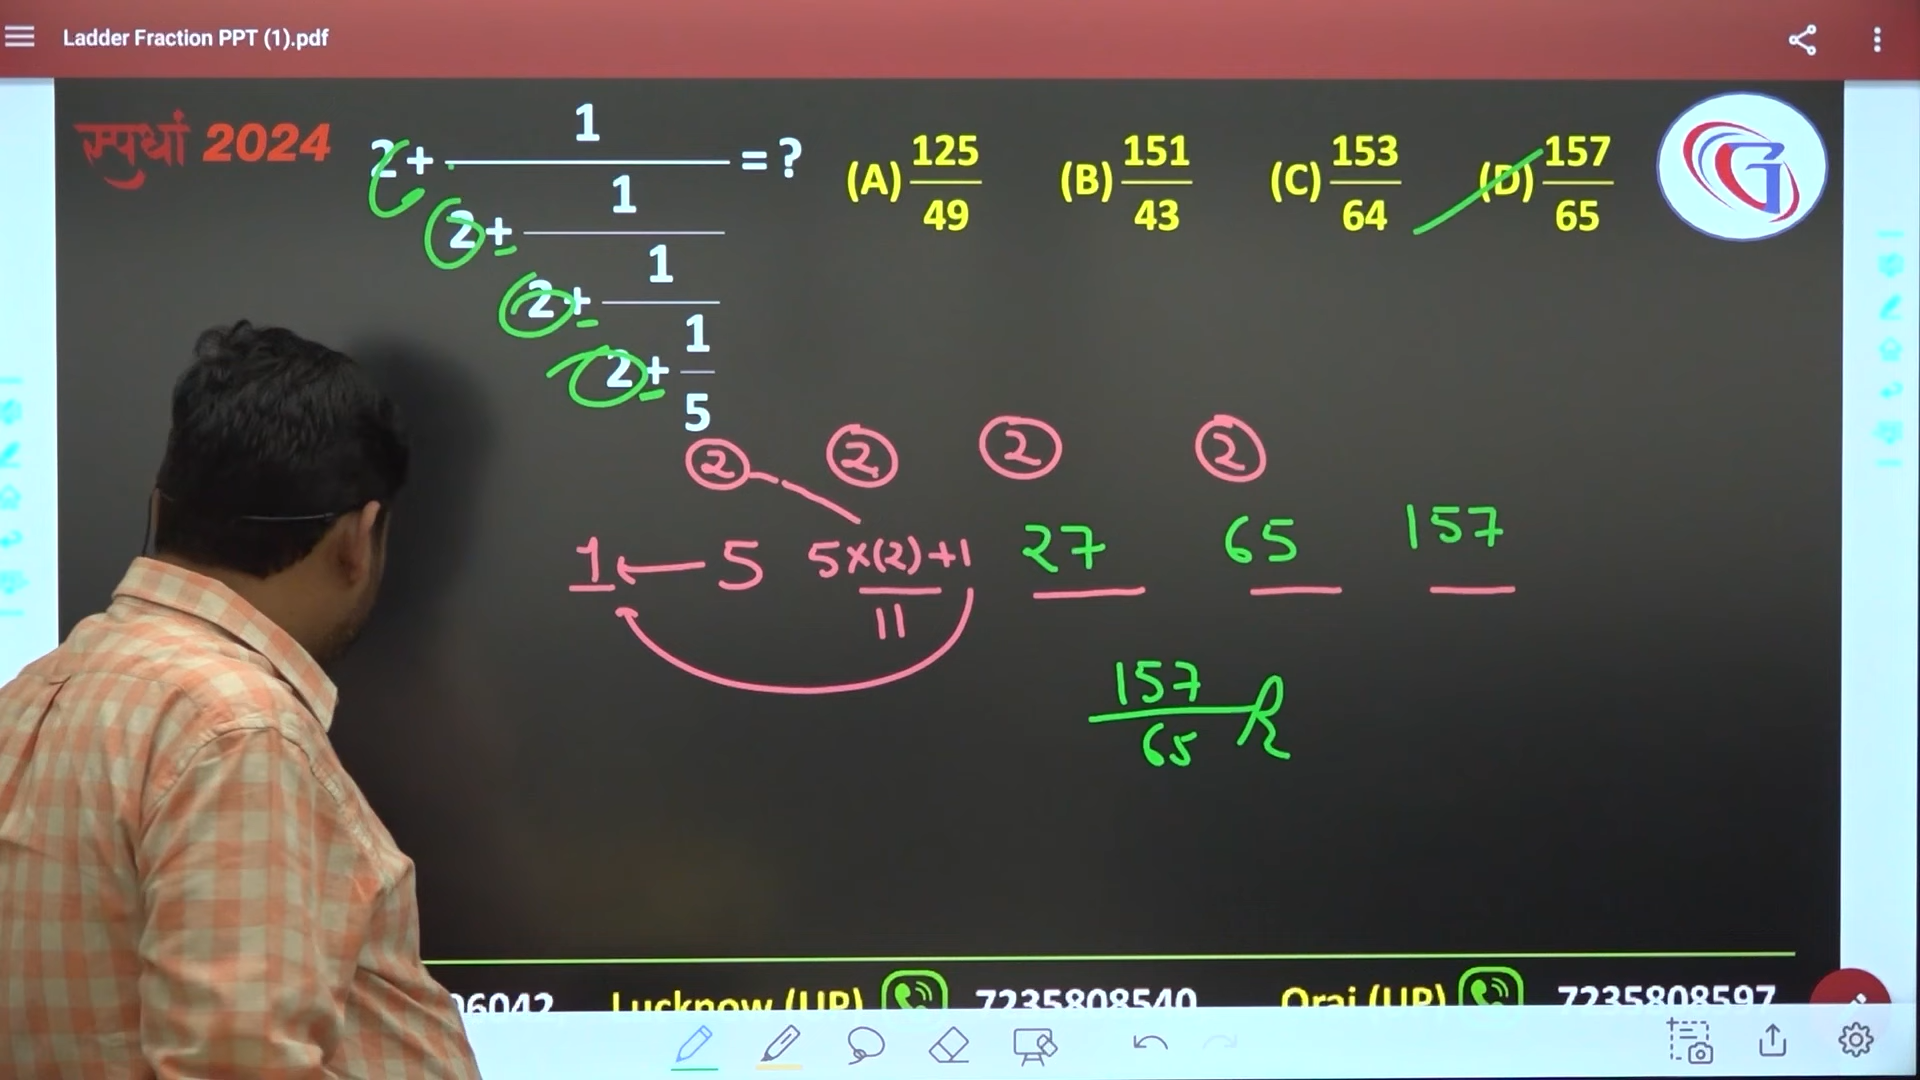 Ladder Fraction PPT (1).pdf
स्पर्धा 2024
2+ 1 = ?
2+ 1
2+ 1
2+ 1
5
(A) 125/49 (B) 151/43 (C) 153/64 (D) 157/65
G
2 2 2 2
1 ← 5 5×(2)+1 27 65 157
11
157
65
06042, Lucknow (UP) 7235808540 Orai (UP) 7235808597